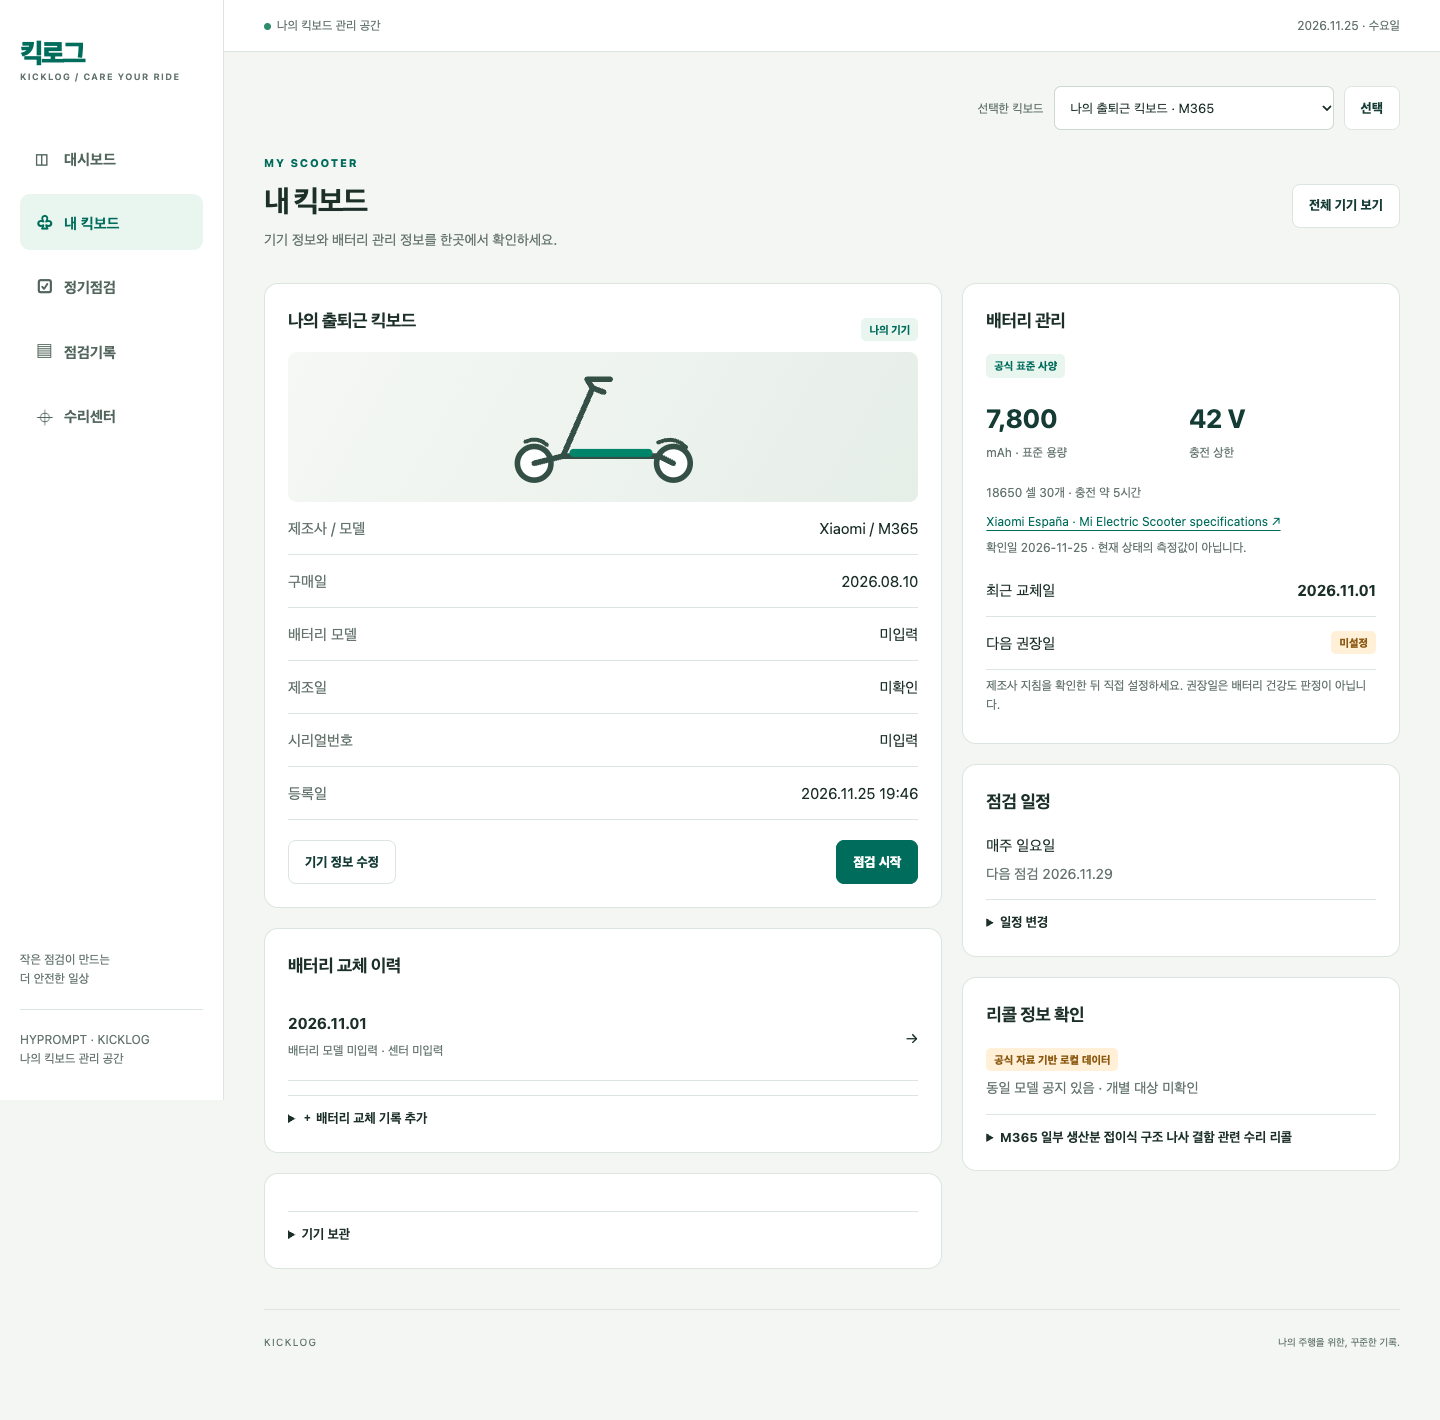 킥로그
KICKLOG / CARE YOUR RIDE
대시보드
내 킥보드
정기점검
점검기록
수리센터
작은 점검이 만드는
더 안전한 일상
HYPROMPT · KICKLOG
나의 킥보드 관리 공간
나의 킥보드 관리 공간
2026.11.25 · 수요일
선택한 킥보드
나의 출퇴근 킥보드 · M365
선택
MY SCOOTER
내 킥보드
기기 정보와 배터리 관리 정보를 한곳에서 확인하세요.
전체 기기 보기
나의 출퇴근 킥보드
나의 기기
제조사 / 모델
Xiaomi / M365
구매일
2026.08.10
배터리 모델
미입력
제조일
미확인
시리얼번호
미입력
등록일
2026.11.25 19:46
기기 정보 수정
점검 시작
배터리 교체 이력
2026.11.01
배터리 모델 미입력 · 센터 미입력
→
▶ + 배터리 교체 기록 추가
▶ 기기 보관
배터리 관리
공식 표준 사양
7,800
mAh · 표준 용량
42 V
충전 상한
18650 셀 30개 · 충전 약 5시간
Xiaomi España · Mi Electric Scooter specifications ↗
확인일 2026-11-25 · 현재 상태의 측정값이 아닙니다.
최근 교체일
2026.11.01
다음 권장일
미설정
제조사 지침을 확인한 뒤 직접 설정하세요. 권장일은 배터리 건강도 판정이 아닙니
다.
점검 일정
매주 일요일
다음 점검 2026.11.29
▶ 일정 변경
리콜 정보 확인
공식 자료 기반 로컬 데이터
동일 모델 공지 있음 · 개별 대상 미확인
▶ M365 일부 생산분 접이식 구조 나사 결함 관련 수리 리콜
KICKLOG
나의 주행을 위한, 꾸준한 기록.